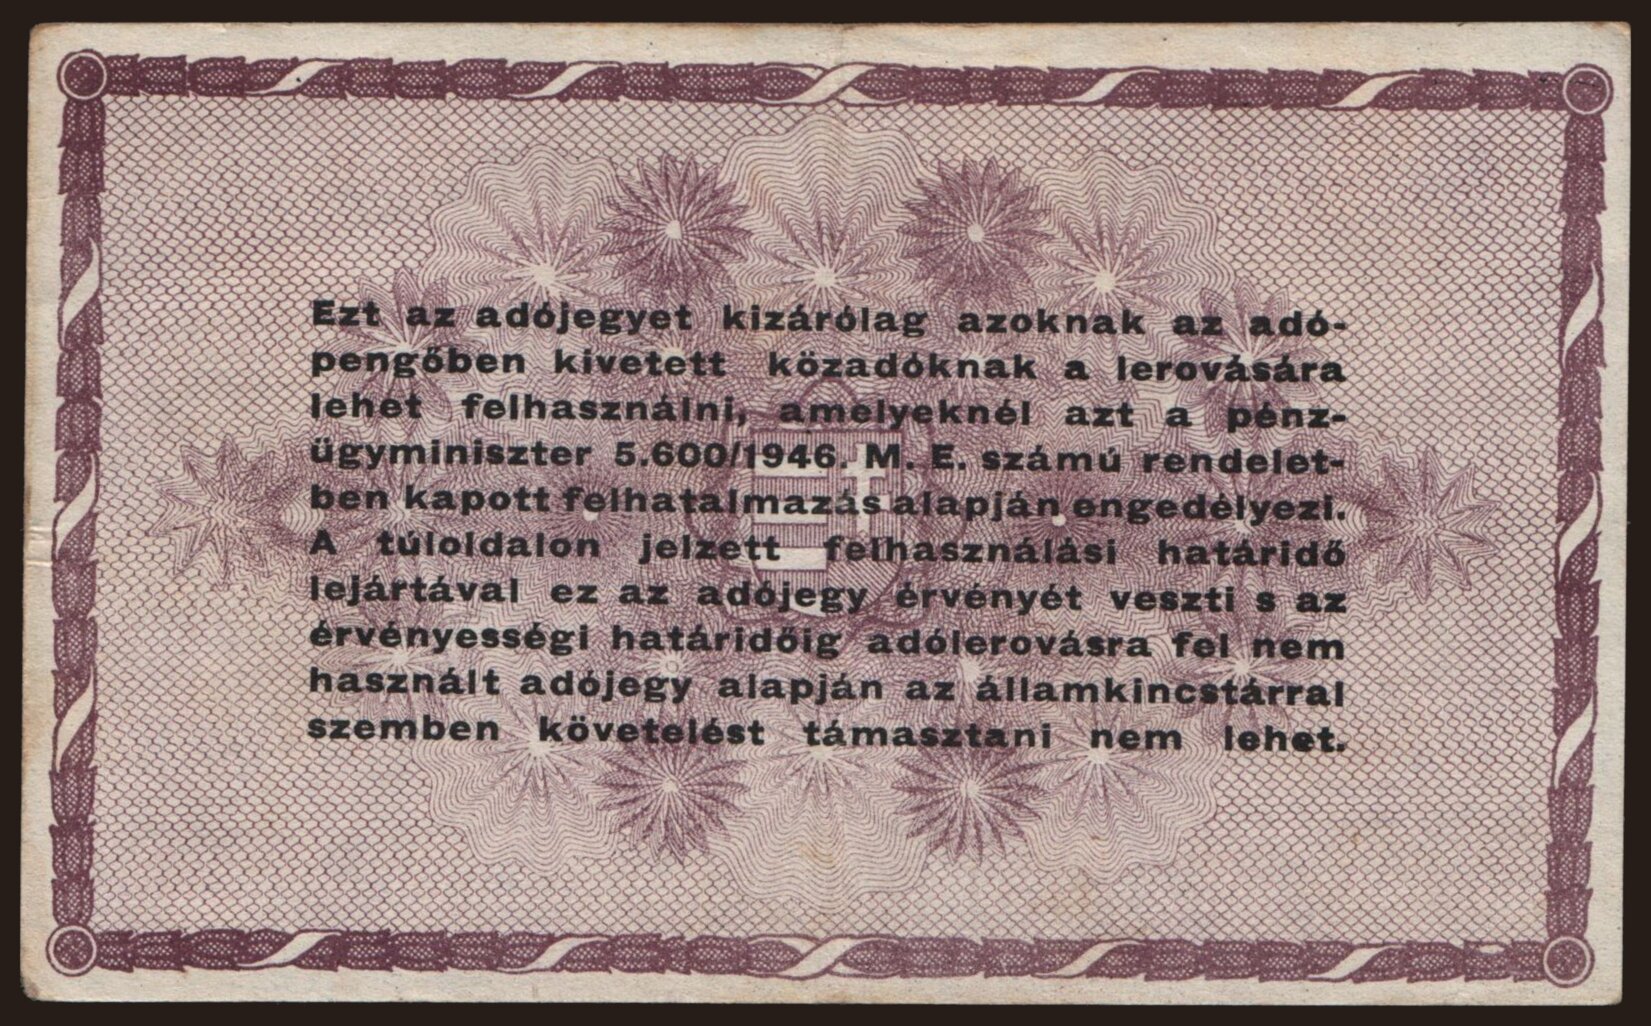 Ezt az adójegyet kizárólag azoknak az adó-
pengőben kivetett közadóknak a lerovására
lehet felhasználni, amelyeknél azt a pénz-
ügyminiszter 5.600/1946. M. E. számú rendelet-
ben kapott felhatalmazás alapján engedélyezi.
A túloldalon jelzett felhasználási határidő
lejártával ez az adójegy érvényét veszti s az
érvényességi határidőig adólerovásra fel nem
használt adójegy alapján az államkincstárral
szemben követelést támasztani nem lehet.